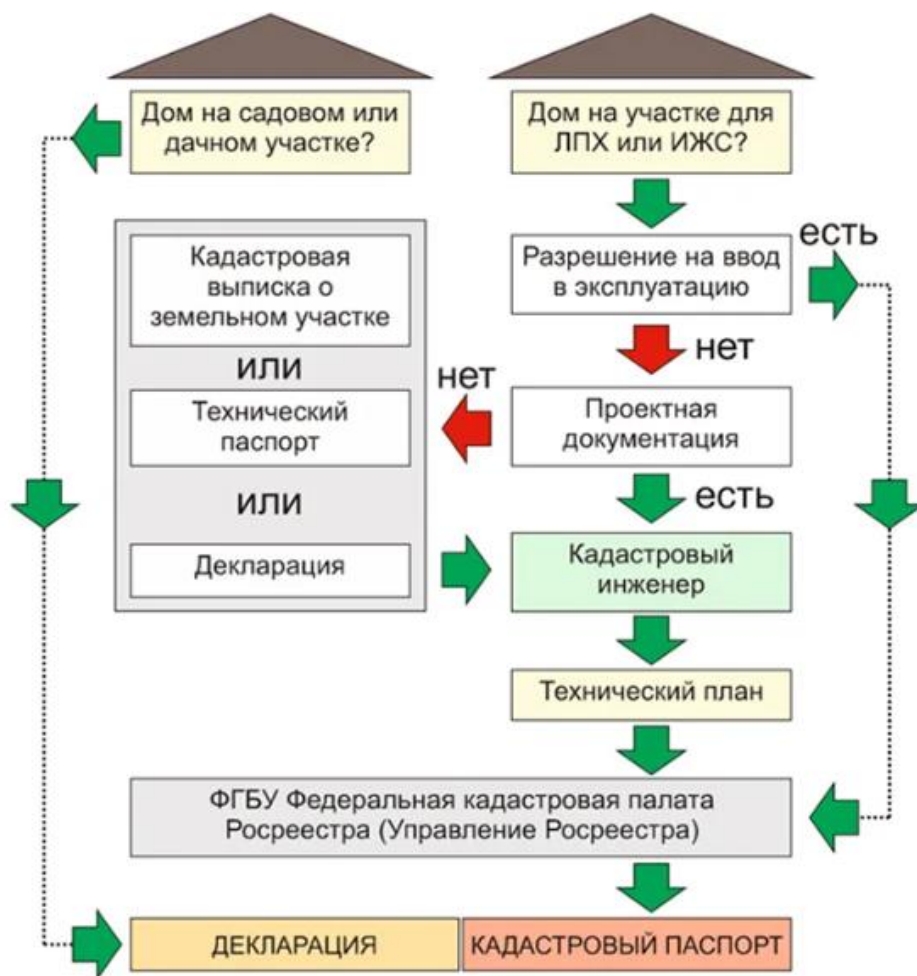 Дом на садовом или
дачном участке?
Дом на участке для
ЛПХ или ИЖС?
Кадастровая
выписка о
земельном участке
или
Технический
паспорт
или
Декларация
Разрешение на ввод
в эксплуатацию
есть
нет
Проектная
документация
нет
есть
Кадастровый
инженер
Технический план
ФГБУ Федеральная кадастровая палата
Росреестра (Управление Росреестра)
ДЕКЛАРАЦИЯ
КАДАСТРОВЫЙ ПАСПОРТ